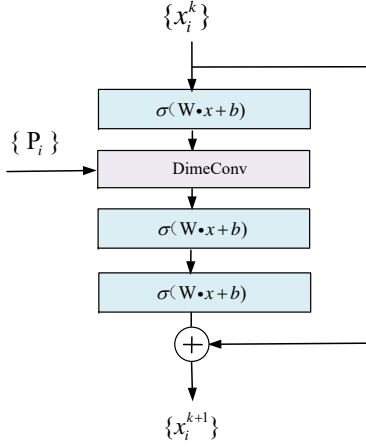 {x_i^k}
σ(W•x+b)
{P_i}
DimeConv
σ(W•x+b)
σ(W•x+b)
+
{x_i^{k+1}}